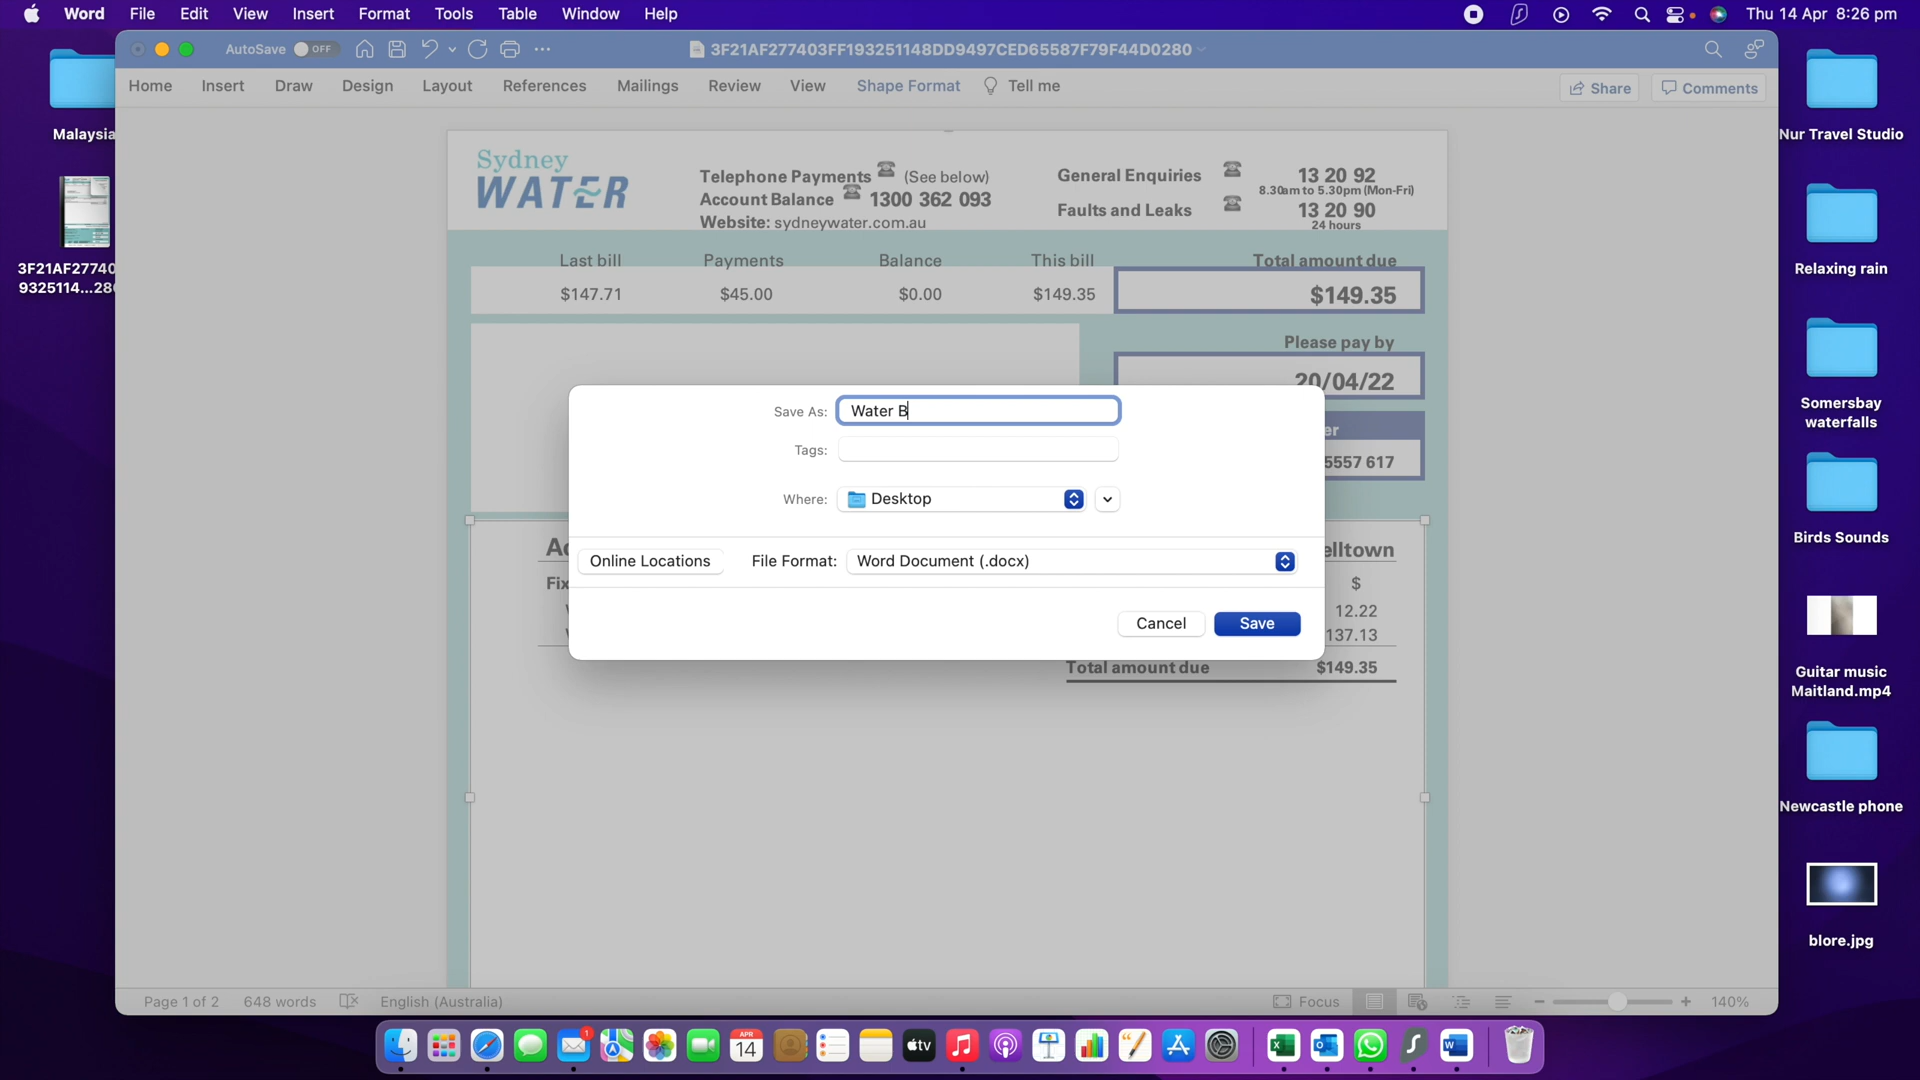 Word File Edit View Insert Format Tools Table Window Help Thu 14 Apr 8:26 pm
AutoSave OFF 3F21AF277403FF193251148DD9497CED65587F79F44D0280
Home Insert Draw Design Layout References Mailings Review View Shape Format Tell me Share Comments
Malaysia
3F21AF27740
9325114...28
Sydney
WATER
Telephone Payments (See below)
Account Balance 1300 362 093
Website: sydneywater.com.au
General Enquiries 13 20 92
8.30am to 5.30pm (Mon-Fri)
Faults and Leaks 13 20 90
24 hours
Last bill Payments Balance This bill Total amount due
$147.71 $45.00 $0.00 $149.35 $149.35
Please pay by
20/04/22
er
5557 617
Save As: Water B
Tags:
Where: Desktop
Online Locations File Format: Word Document (.docx)
Cancel Save
elltown
Fix $
12.22
137.13
Total amount due $149.35
Nur Travel Studio
Relaxing rain
Somersbay
waterfalls
Birds Sounds
Guitar music
Maitland.mp4
Newcastle phone
blore.jpg
Page 1 of 2 648 words English (Australia) Focus 140%
1
APR
14
tv